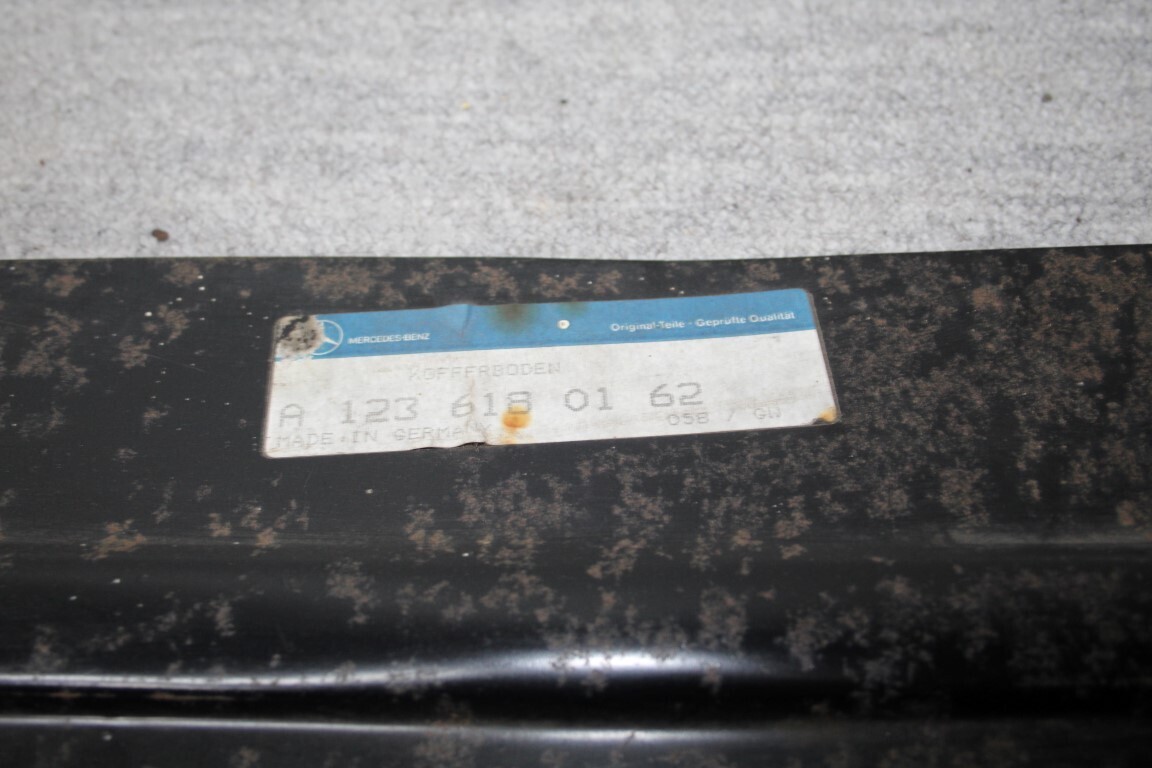 MERCEDES-BENZ Original-Teile - Geprüfte Qualität
KOFFERBODEN
A 123 618 01 62
MADE IN GERMANY 058 / GW